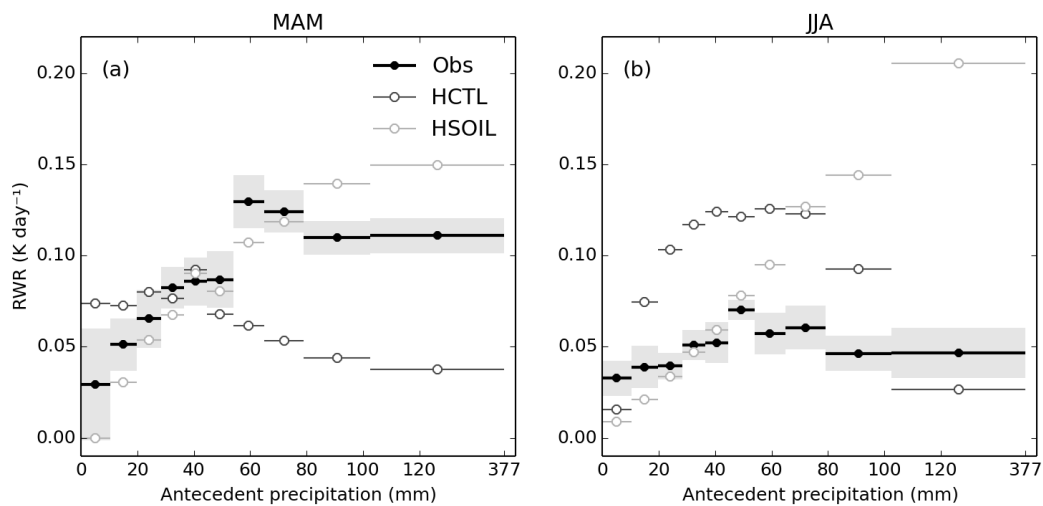 MAM
(a)
Obs
HCTL
HSOIL
0.20
0.15
0.10
0.05
0.00
RWR (K day⁻¹)
0 20 40 60 80 100 120 377
Antecedent precipitation (mm)
JJA
(b)
0.20
0.15
0.10
0.05
0.00
0 20 40 60 80 100 120 377
Antecedent precipitation (mm)